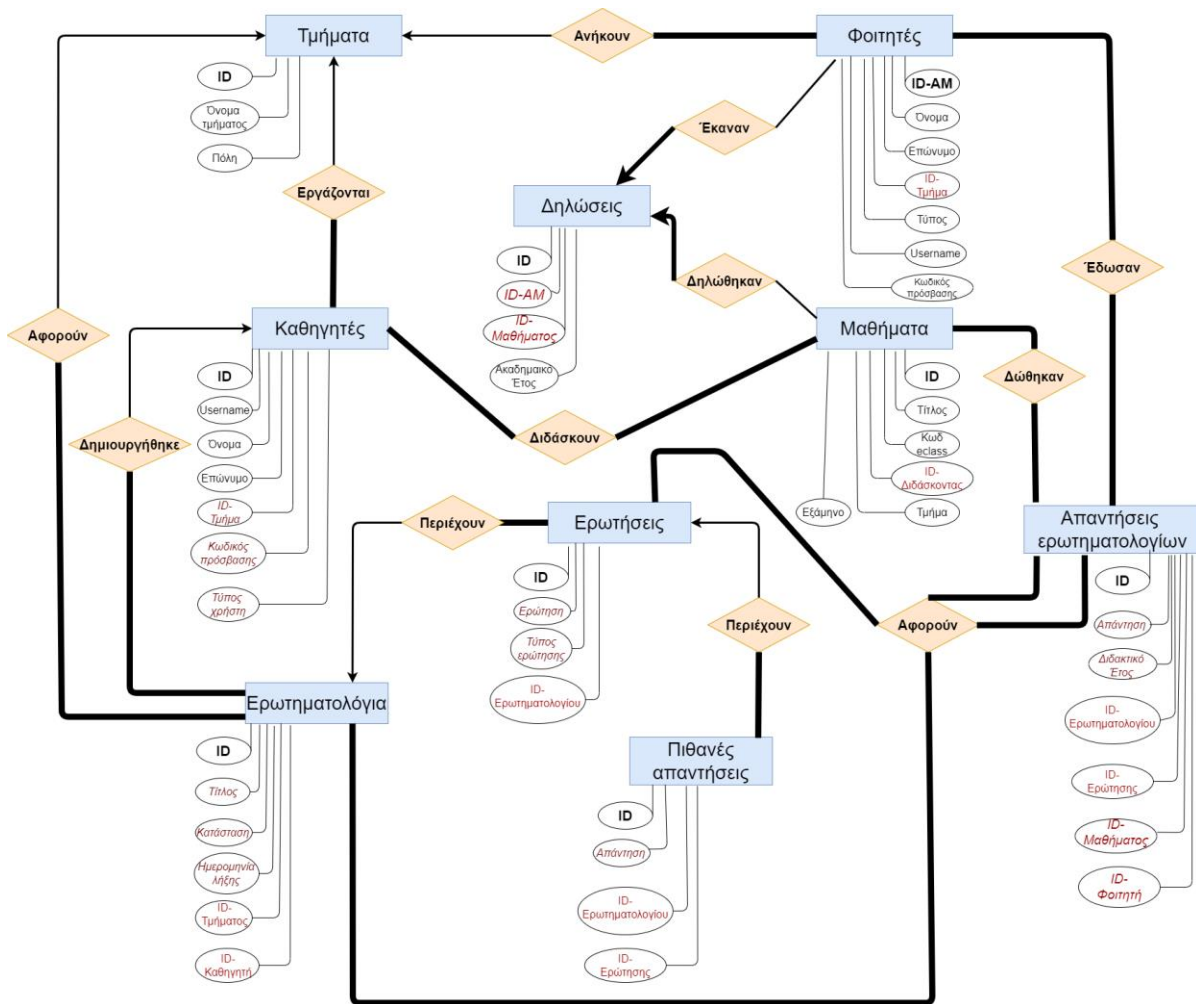 Τμήματα
ID
Όνομα
τμήματος
Πόλη
Ανήκουν
Φοιτητές
ID-AM
Όνομα
Επώνυμο
ID-
Τμήμα
Τύπος
Username
Κωδικός
πρόσβασης
Έκαναν
Εργάζονται
Δηλώσεις
ID
ID-AM
ID-
Μαθήματος
Ακαδημαικό
Έτος
Δηλώθηκαν
Έδωσαν
Αφορούν
Καθηγητές
ID
Username
Όνομα
Επώνυμο
ID-
Τμήμα
Κωδικός
πρόσβασης
Τύπος
χρήστη
Δημιουργήθηκε
Διδάσκουν
Μαθήματα
ID
Τίτλος
Κωδ
eclass
ID-
Διδάσκοντας
Τμήμα
Εξάμηνο
Δώθηκαν
Περιέχουν
Ερωτήσεις
ID
Ερώτηση
Τύπος
ερώτησης
ID-
Ερωτηματολογίου
Περιέχουν
Αφορούν
Απαντήσεις
ερωτηματολογίων
ID
Απάντηση
Διδακτικό
Έτος
ID-
Ερωτηματολογίου
ID-
Ερώτησης
ID-
Μαθήματος
ID-
Φοιτητή
Ερωτηματολόγια
ID
Τίτλος
Κατάσταση
Ημερομηνία
λήξης
ID-
Τμήματος
ID-
Καθηγητή
Πιθανές
απαντήσεις
ID
Απάντηση
ID-
Ερωτηματολογίου
ID-
Ερώτησης